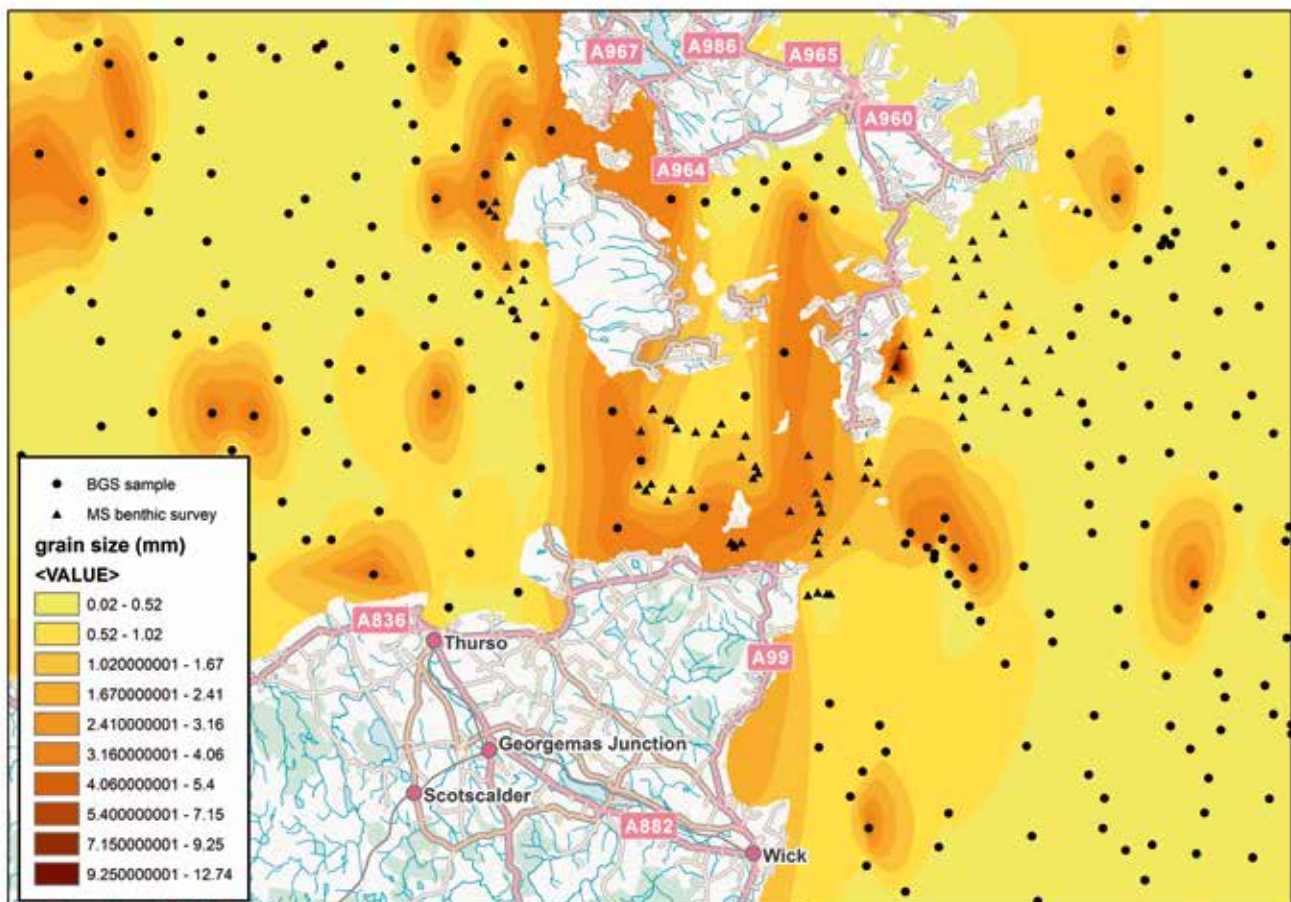 A967
A986
A965
A960
A964
BGS sample
MS benthic survey
grain size (mm)
<VALUE>
0.02 - 0.52
0.52 - 1.02
1.020000001 - 1.67
1.670000001 - 2.41
2.410000001 - 3.16
3.160000001 - 4.06
4.060000001 - 5.4
5.400000001 - 7.15
7.150000001 - 9.25
9.250000001 - 12.74
A836
Thurso
A99
Georgemas Junction
Scotscalder
A882
Wick